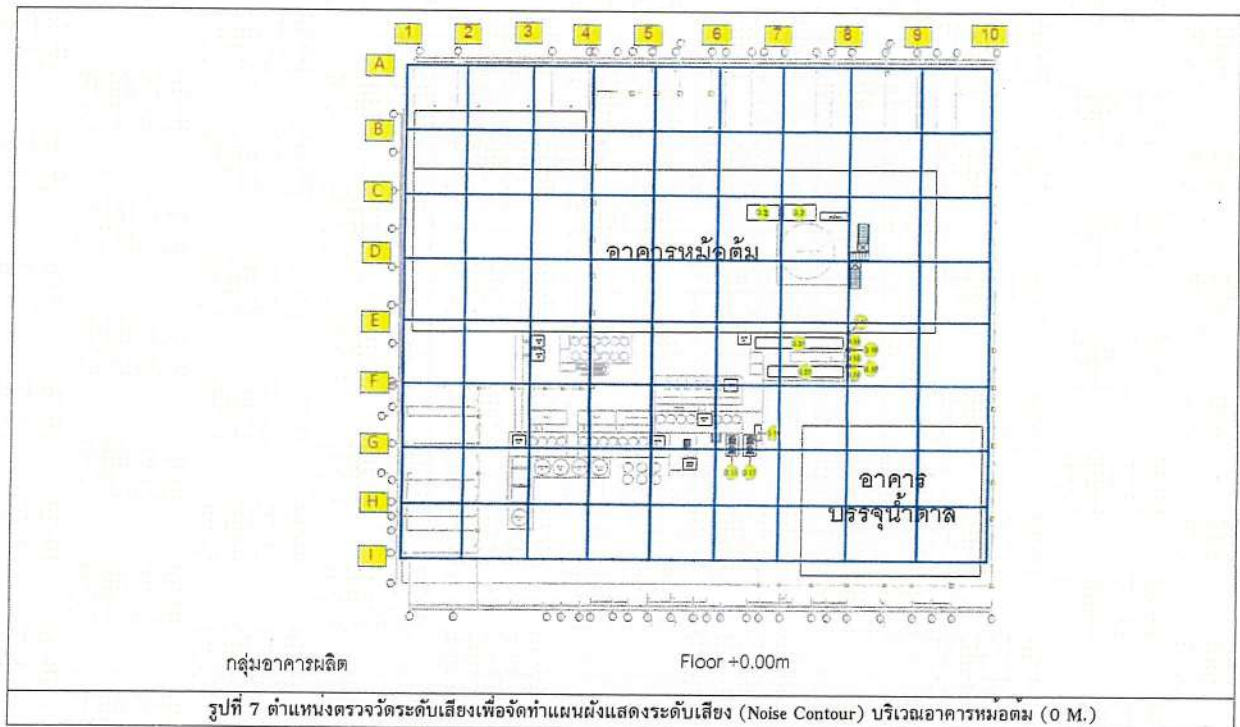 1 2 3 4 5 6 7 8 9 10
A
B
C
D
E
F
G
H
I
อาคารหม้อต้ม
อาคาร
บรรจุน้ำตาล
กลุ่มอาคารผลิต
Floor +0.00m
รูปที่ 7 ตำแหน่งตรวจวัดระดับเสียงเพื่อจัดทำแผนผังแสดงระดับเสียง (Noise Contour) บริเวณอาคารหม้อต้ม (0 M.)